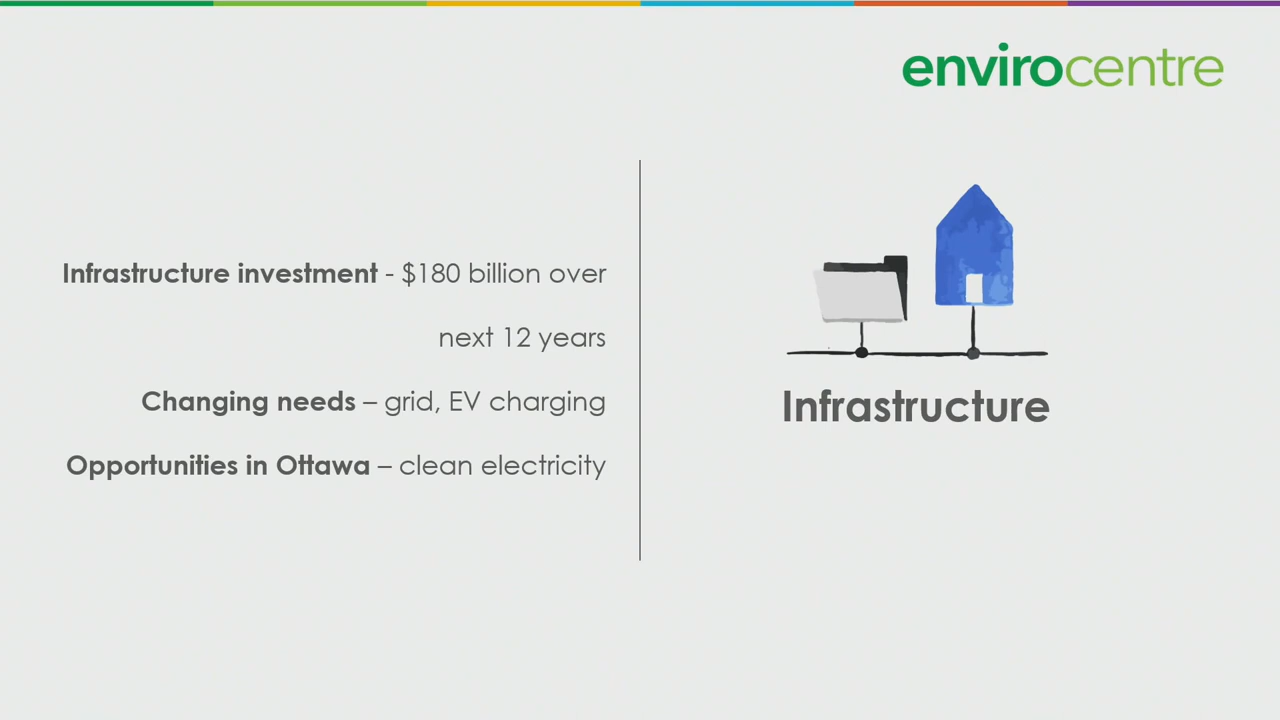 envirocentre
Infrastructure investment - $180 billion over
next 12 years
Changing needs – grid, EV charging
Opportunities in Ottawa – clean electricity
Infrastructure